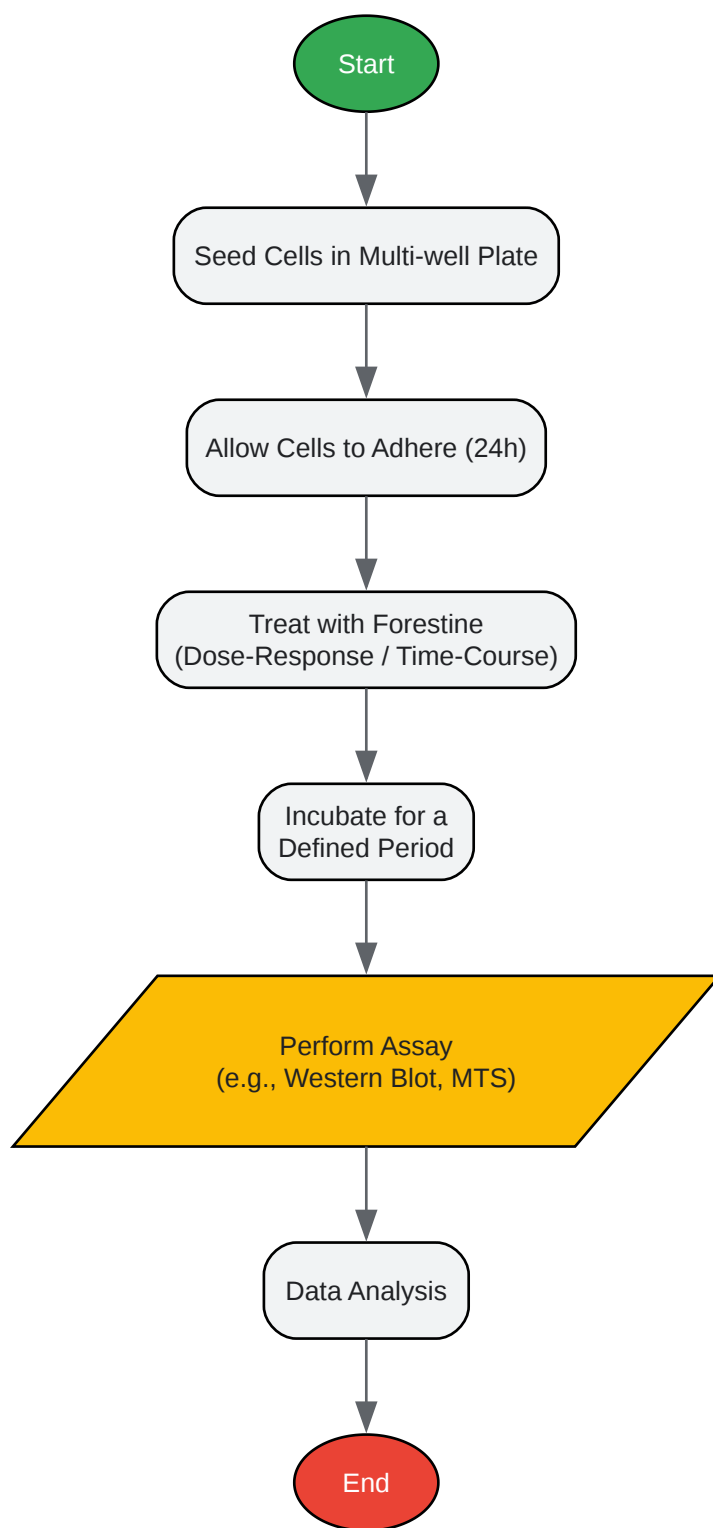 Start
Seed Cells in Multi-well Plate
Allow Cells to Adhere (24h)
Treat with Forestine
(Dose-Response / Time-Course)
Incubate for a
Defined Period
Perform Assay
(e.g., Western Blot, MTS)
Data Analysis
End